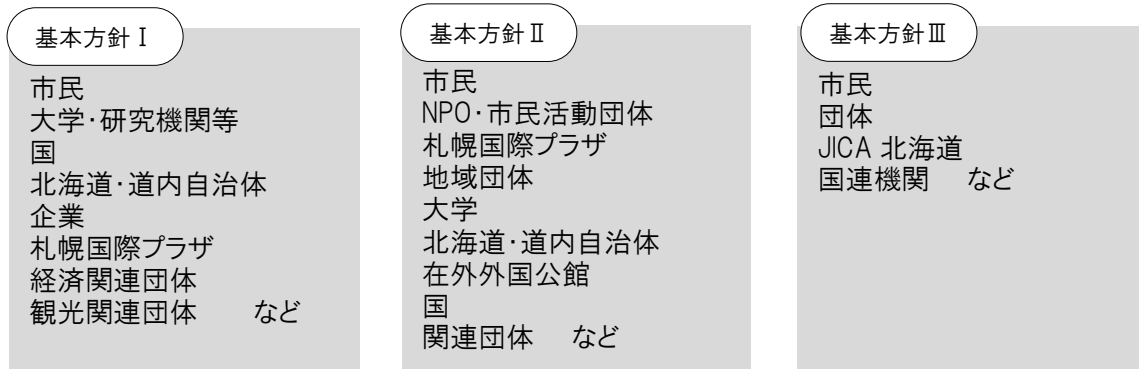 基本方針Ⅰ
市民
大学・研究機関等
国
北海道・道内自治体
企業
札幌国際プラザ
経済関連団体
観光関連団体　　など
基本方針Ⅱ
市民
NPO・市民活動団体
札幌国際プラザ
地域団体
大学
北海道・道内自治体
在外外国公館
国
関連団体　など
基本方針Ⅲ
市民
団体
JICA 北海道
国連機関　など